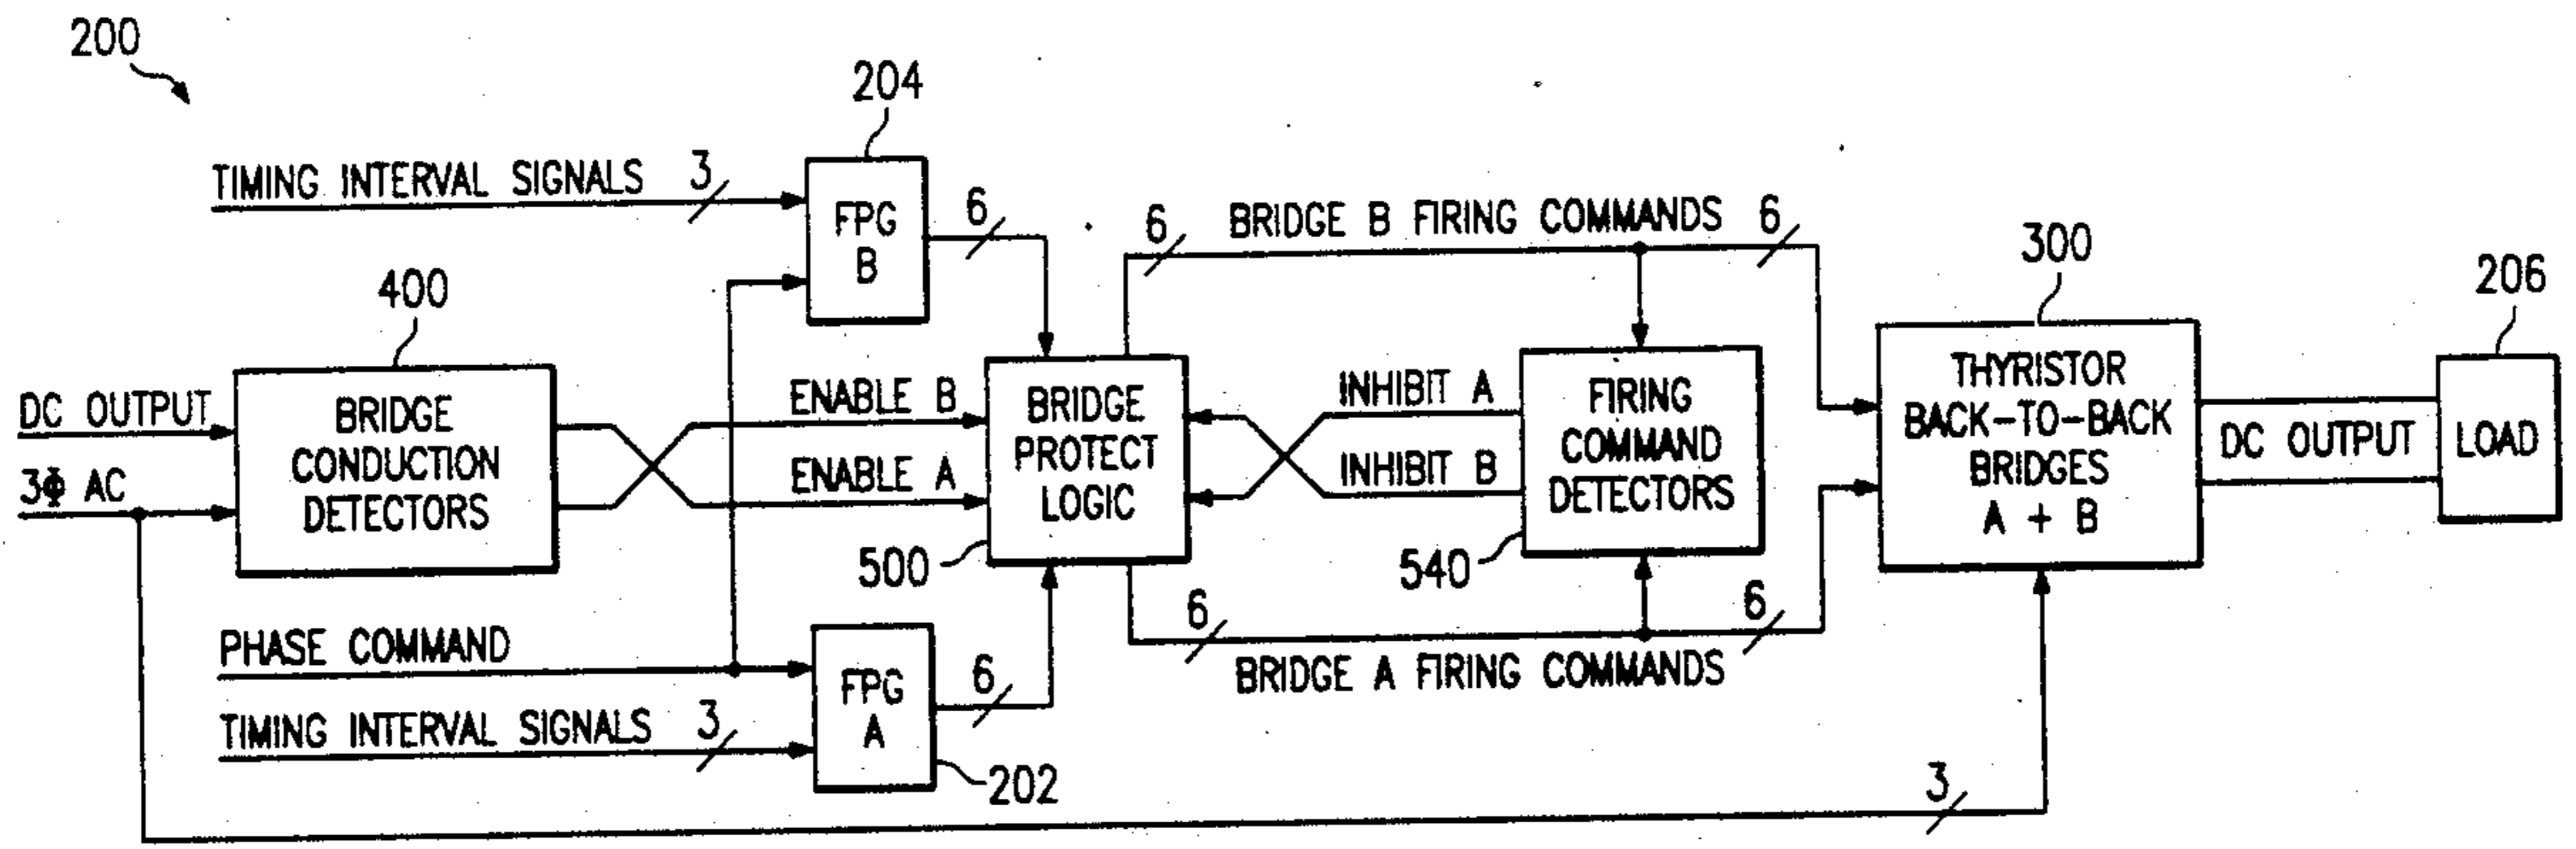 200
204
TIMING INTERVAL SIGNALS
3
FPG
B
6
6
BRIDGE B FIRING COMMANDS
6
300
206
400
DC OUTPUT
3Φ AC
BRIDGE
CONDUCTION
DETECTORS
ENABLE B
ENABLE A
BRIDGE
PROTECT
LOGIC
500
INHIBIT A
INHIBIT B
FIRING
COMMAND
DETECTORS
540
THYRISTOR
BACK-TO-BACK
BRIDGES
A + B
DC OUTPUT
LOAD
PHASE COMMAND
TIMING INTERVAL SIGNALS
3
FPG
A
202
6
6
BRIDGE A FIRING COMMANDS
6
3